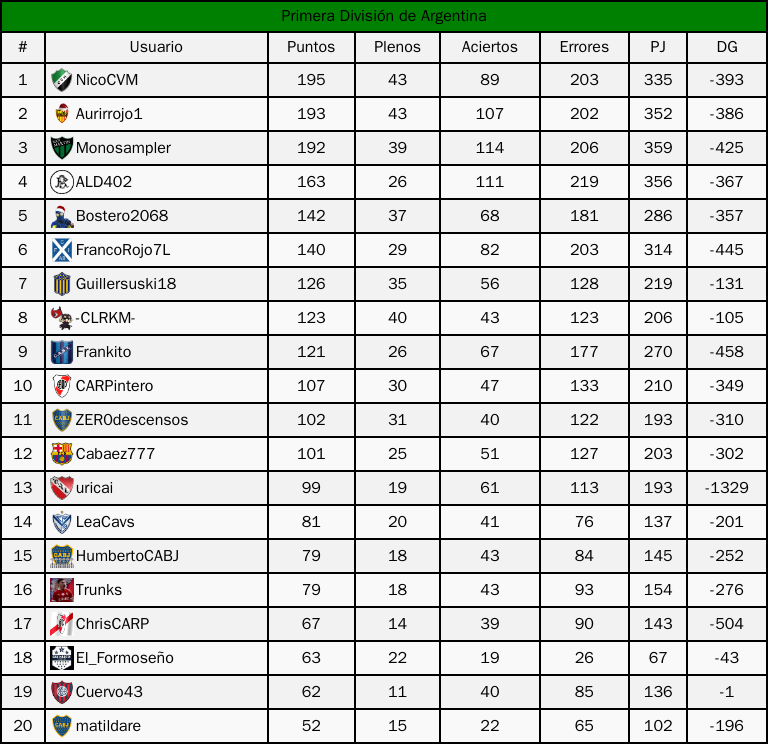 Primera División de Argentina
# Usuario Puntos Plenos Aciertos Errores PJ DG
1 NicoCVM 195 43 89 203 335 -393
2 Aurirrojo1 193 43 107 202 352 -386
3 Monosampler 192 39 114 206 359 -425
4 ALD402 163 26 111 219 356 -367
5 Bostero2068 142 37 68 181 286 -357
6 FrancoRojo7L 140 29 82 203 314 -445
7 Guillersuski18 126 35 56 128 219 -131
8 -CLRKM- 123 40 43 123 206 -105
9 Frankito 121 26 67 177 270 -458
10 CARPintero 107 30 47 133 210 -349
11 ZER0descensos 102 31 40 122 193 -310
12 Cabaez777 101 25 51 127 203 -302
13 uricai 99 19 61 113 193 -1329
14 LeaCavs 81 20 41 76 137 -201
15 HumbertoCABJ 79 18 43 84 145 -252
16 Trunks 79 18 43 93 154 -276
17 ChrisCARP 67 14 39 90 143 -504
18 El_Formoseño 63 22 19 26 67 -43
19 Cuervo43 62 11 40 85 136 -1
20 matildare 52 15 22 65 102 -196